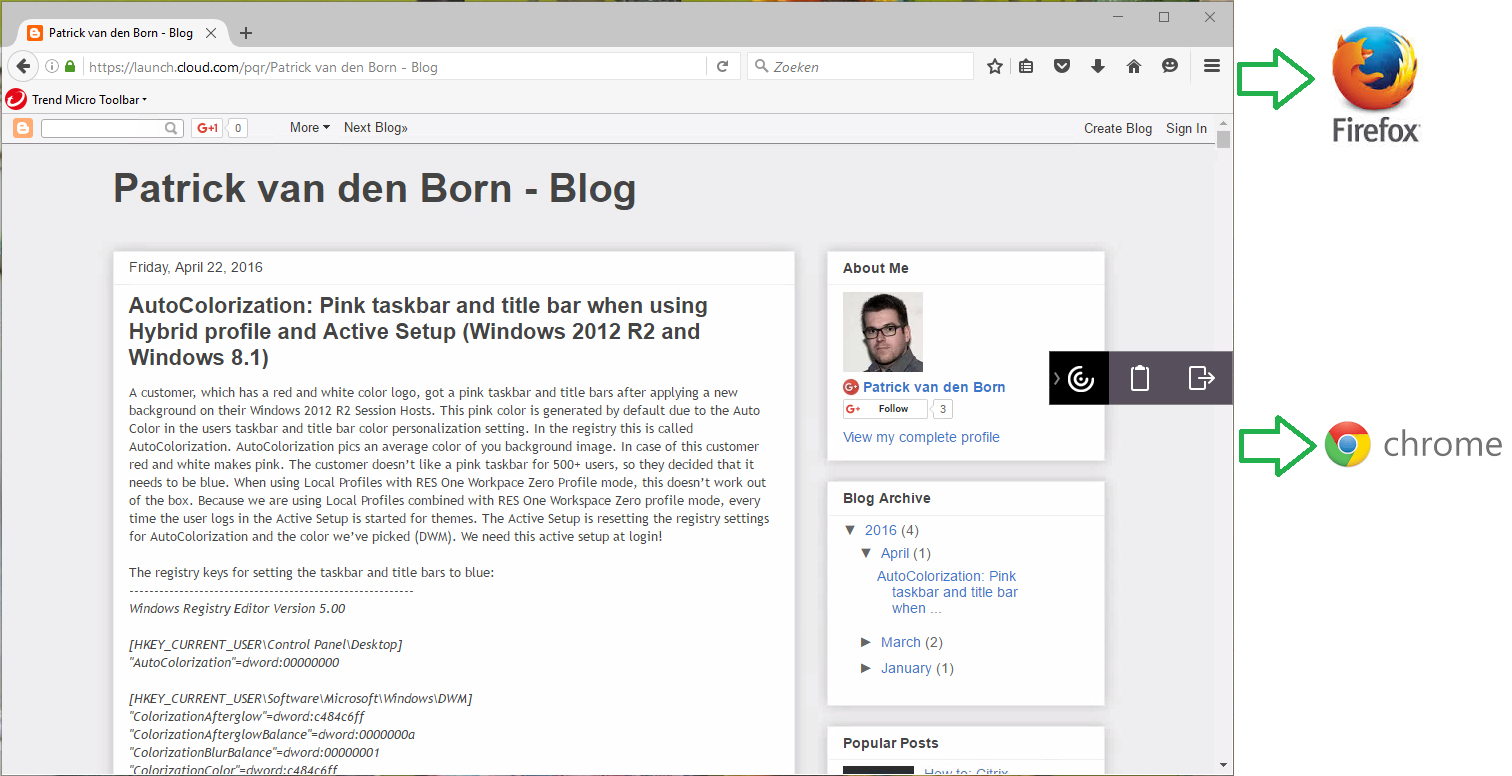 Patrick van den Born - Blog
https://launch.cloud.com/pqr/Patrick van den Born - Blog
Zoeken
Trend Micro Toolbar
G+1 0 More Next Blog» Create Blog Sign In
Patrick van den Born - Blog
Friday, April 22, 2016
AutoColorization: Pink taskbar and title bar when using
Hybrid profile and Active Setup (Windows 2012 R2 and
Windows 8.1)
A customer, which has a red and white color logo, got a pink taskbar and title bars after applying a new
background on their Windows 2012 R2 Session Hosts. This pink color is generated by default due to the Auto
Color in the users taskbar and title bar color personalization setting. In the registry this is called
AutoColorization. AutoColorization pics an average color of you background image. In case of this customer
red and white makes pink. The customer doesn't like a pink taskbar for 500+ users, so they decided that it
needs to be blue. When using Local Profiles with RES One Workpace Zero Profile mode, this doesn't work out
of the box. Because we are using Local Profiles combined with RES One Workspace Zero profile mode, every
time the user logs in the Active Setup is started for themes. The Active Setup is resetting the registry settings
for AutoColorization and the color we've picked (DWM). We need this active setup at login!
The registry keys for setting the taskbar and title bars to blue:
--------------------------------------------------------
Windows Registry Editor Version 5.00
[HKEY_CURRENT_USER\Control Panel\Desktop]
"AutoColorization"=dword:00000000
[HKEY_CURRENT_USER\Software\Microsoft\Windows\DWM]
"ColorizationAfterglow"=dword:c484c6ff
"ColorizationAfterglowBalance"=dword:0000000a
"ColorizationBlurBalance"=dword:00000001
"ColorizationColor"=dword:c484c6ff
About Me
G+ Patrick van den Born
G+ Follow 3
View my complete profile
Blog Archive
▼ 2016 (4)
▼ April (1)
AutoColorization: Pink
taskbar and title bar
when ...
► March (2)
► January (1)
Popular Posts
How to: Citrix
Firefox
chrome